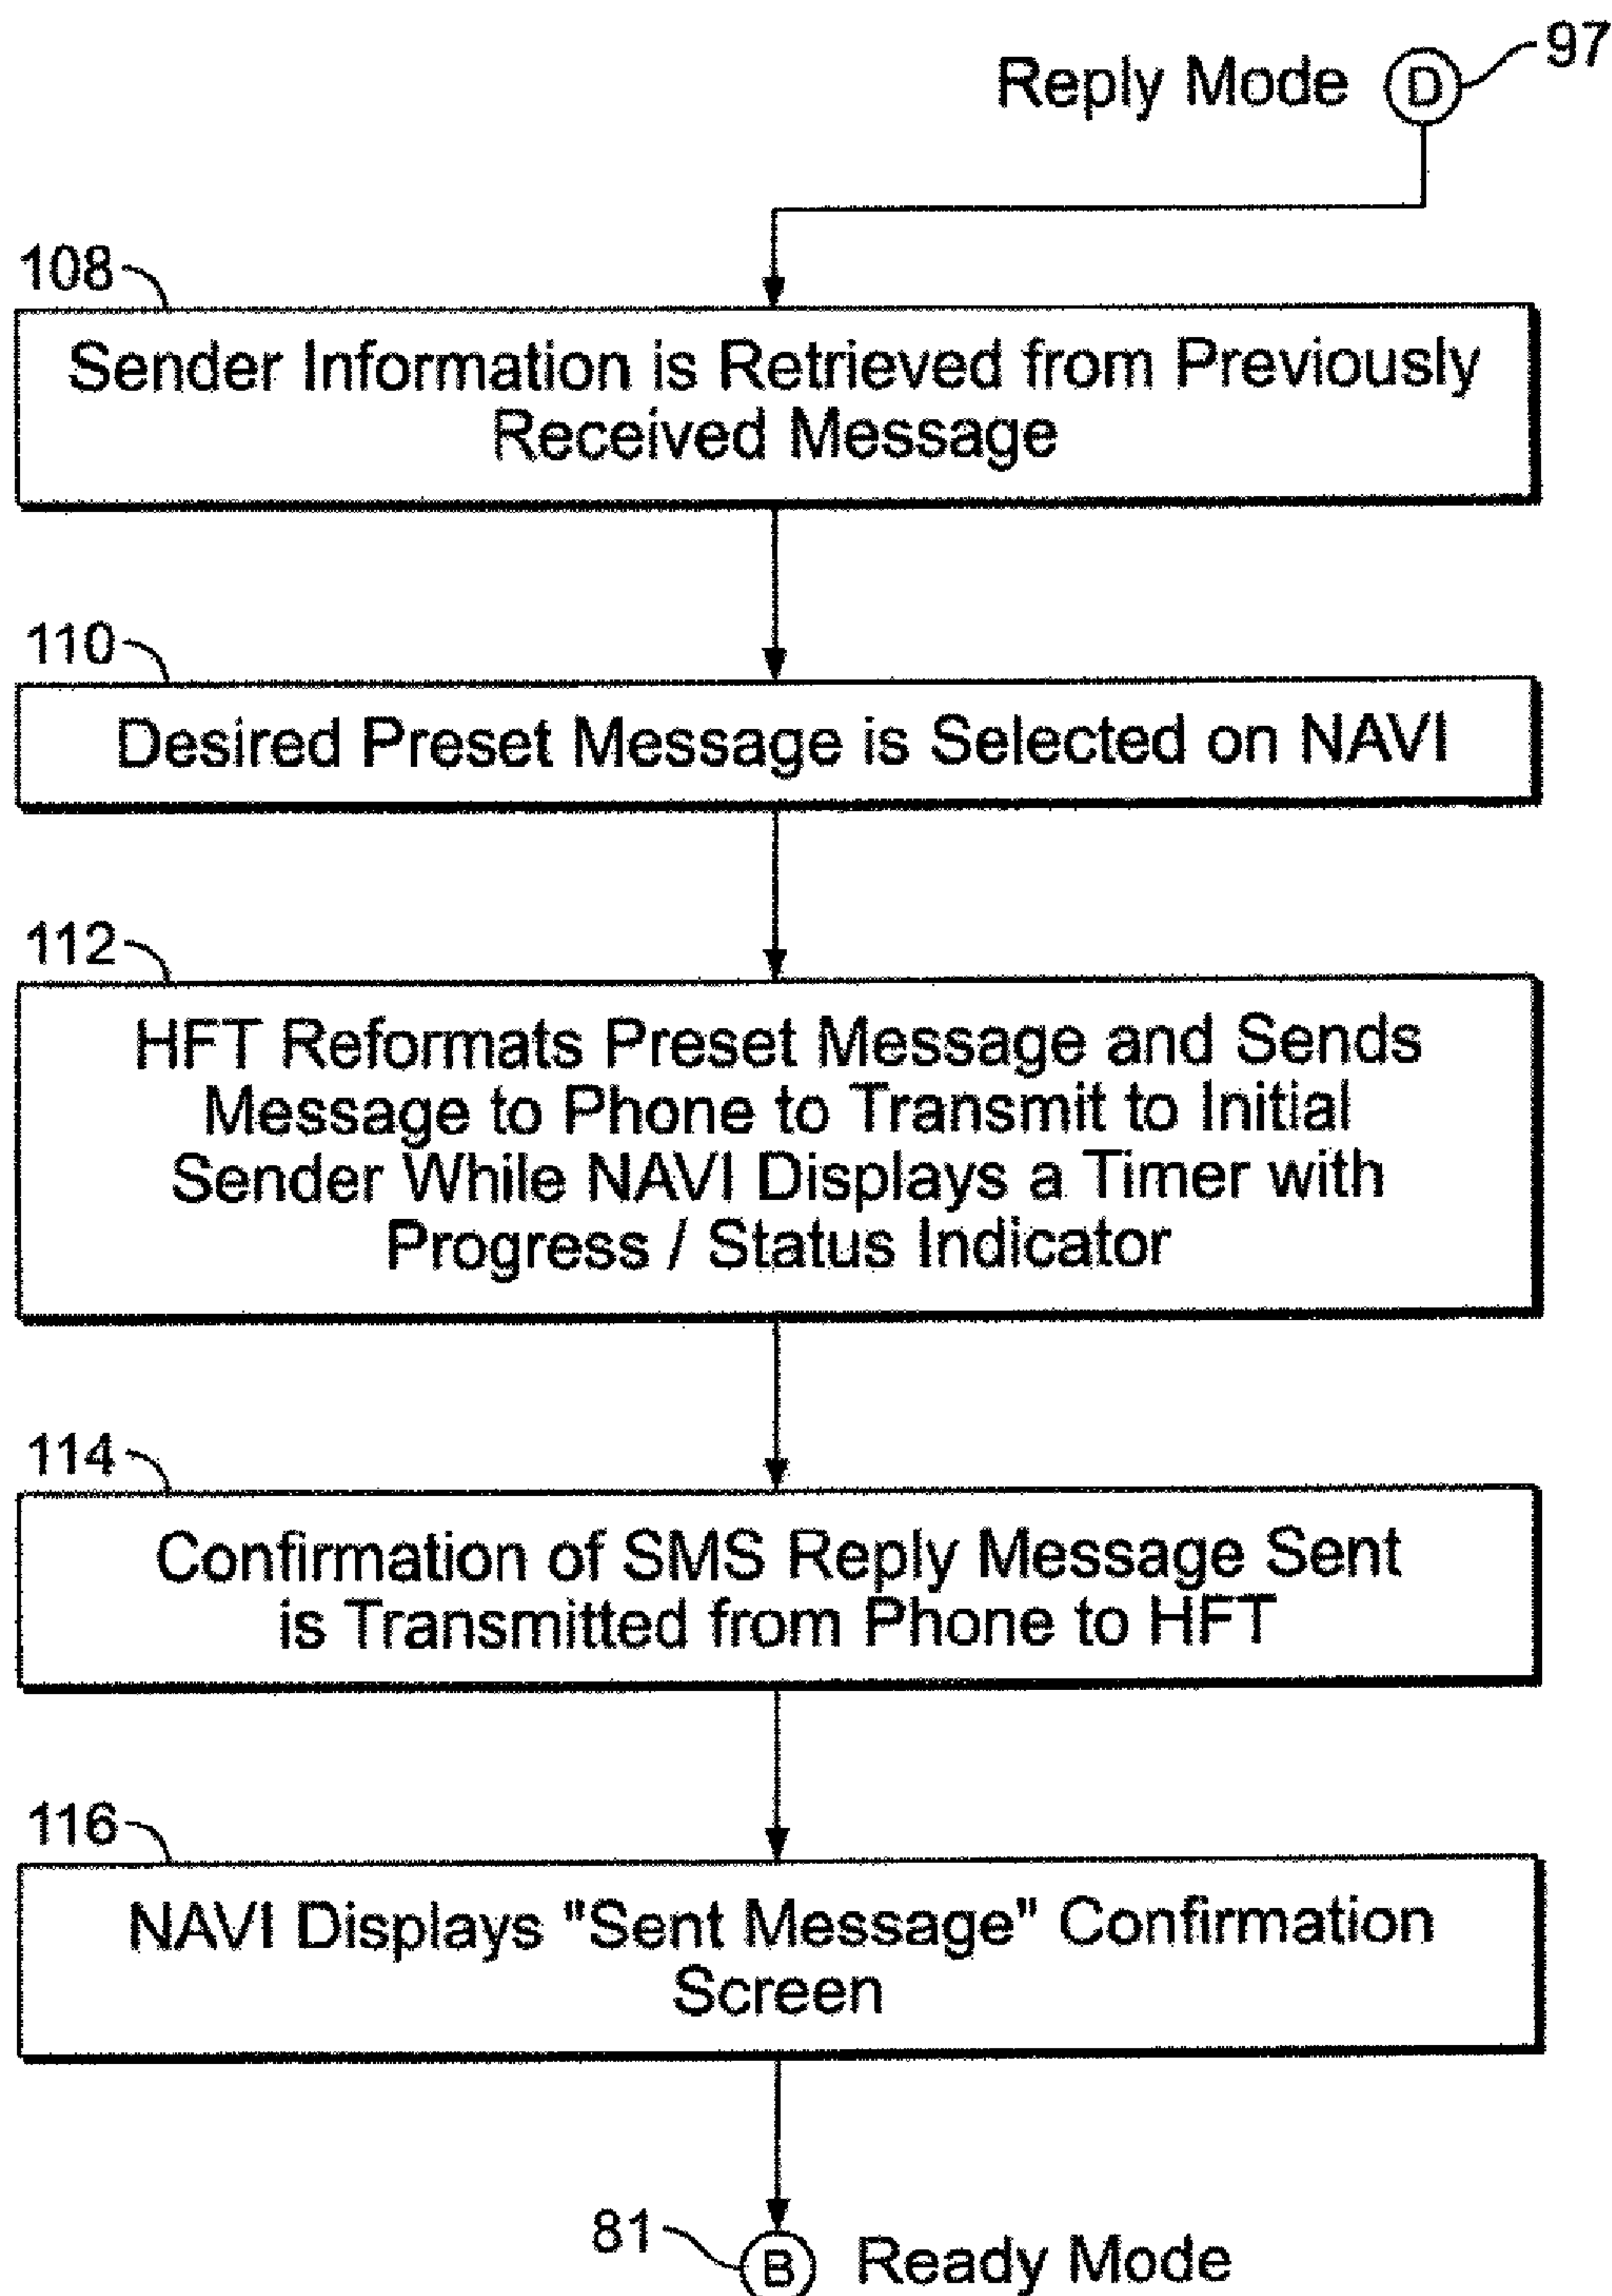 Reply Mode D 97
108
Sender Information is Retrieved from Previously
Received Message
110
Desired Preset Message is Selected on NAVI
112
HFT Reformats Preset Message and Sends
Message to Phone to Transmit to Initial
Sender While NAVI Displays a Timer with
Progress / Status Indicator
114
Confirmation of SMS Reply Message Sent
is Transmitted from Phone to HFT
116
NAVI Displays "Sent Message" Confirmation
Screen
81 B Ready Mode